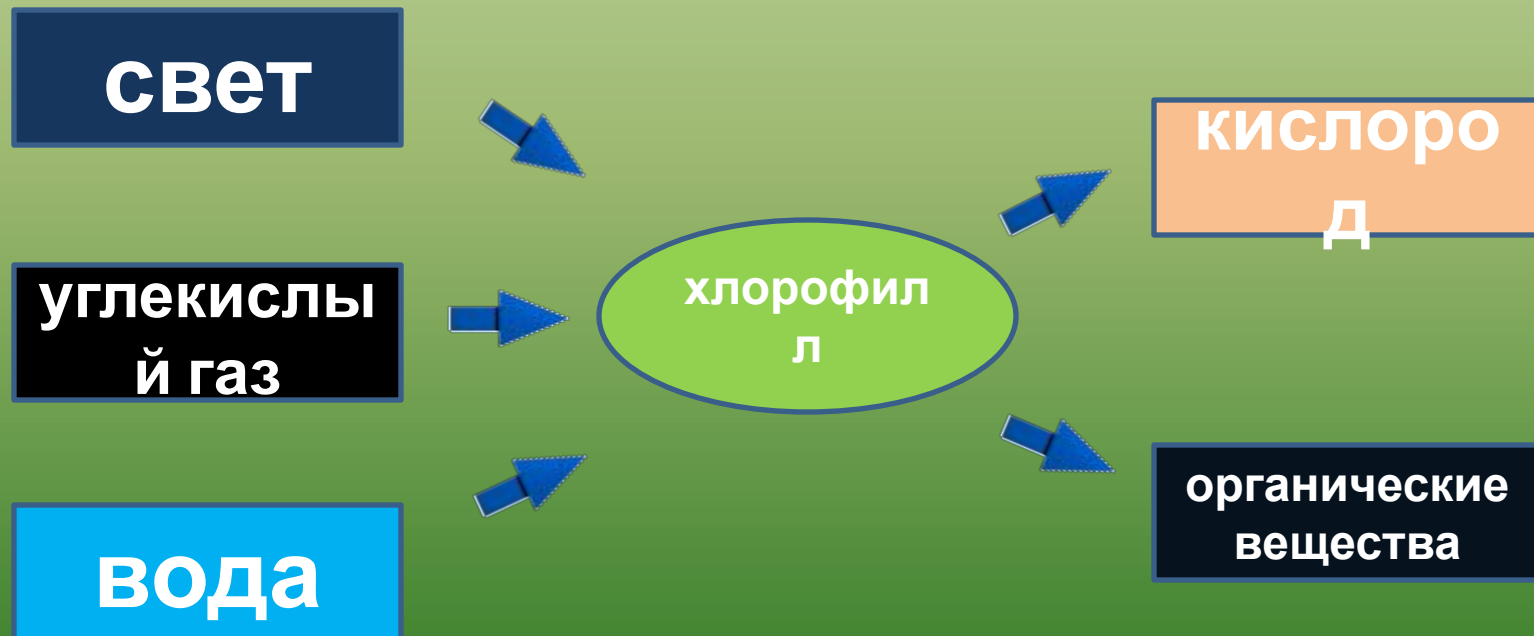 свет
углекислы
й газ
вода
хлорофил
л
кислоро
д
органические
вещества